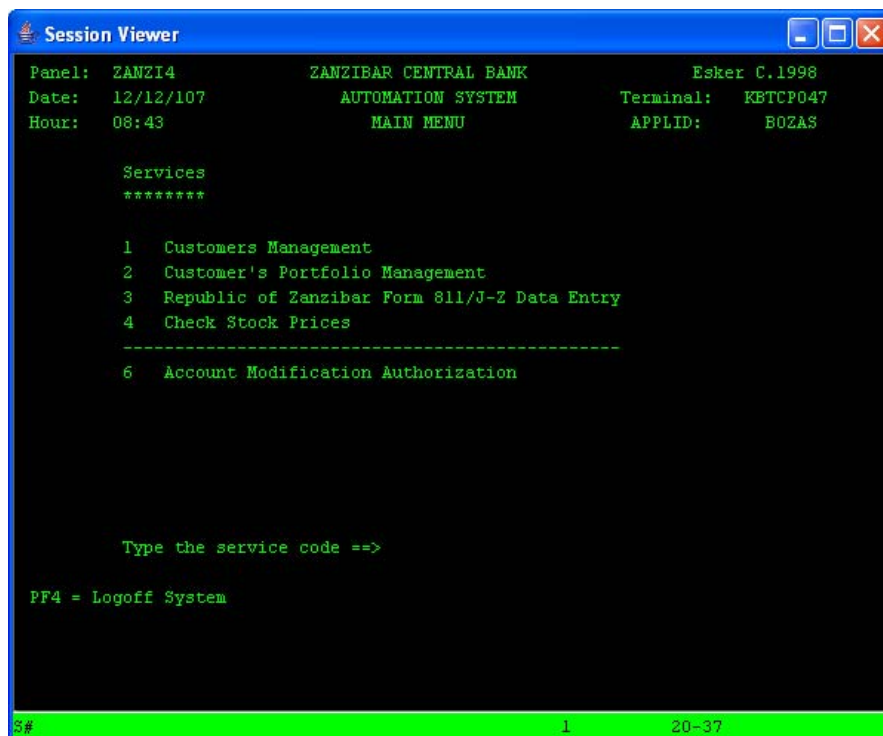 Session Viewer
Panel: ZANZI4 ZANZIBAR CENTRAL BANK Esker C.1998
Date: 12/12/107 AUTOMATION SYSTEM Terminal: KBTCP047
Hour: 08:43 MAIN MENU APPLID: BOZAS
Services
********
1 Customers Management
2 Customer's Portfolio Management
3 Republic of Zanzibar Form 811/J-Z Data Entry
4 Check Stock Prices
------------------------------------------------
6 Account Modification Authorization
Type the service code ==>
PF4 = Logoff System
S# 1 20-37